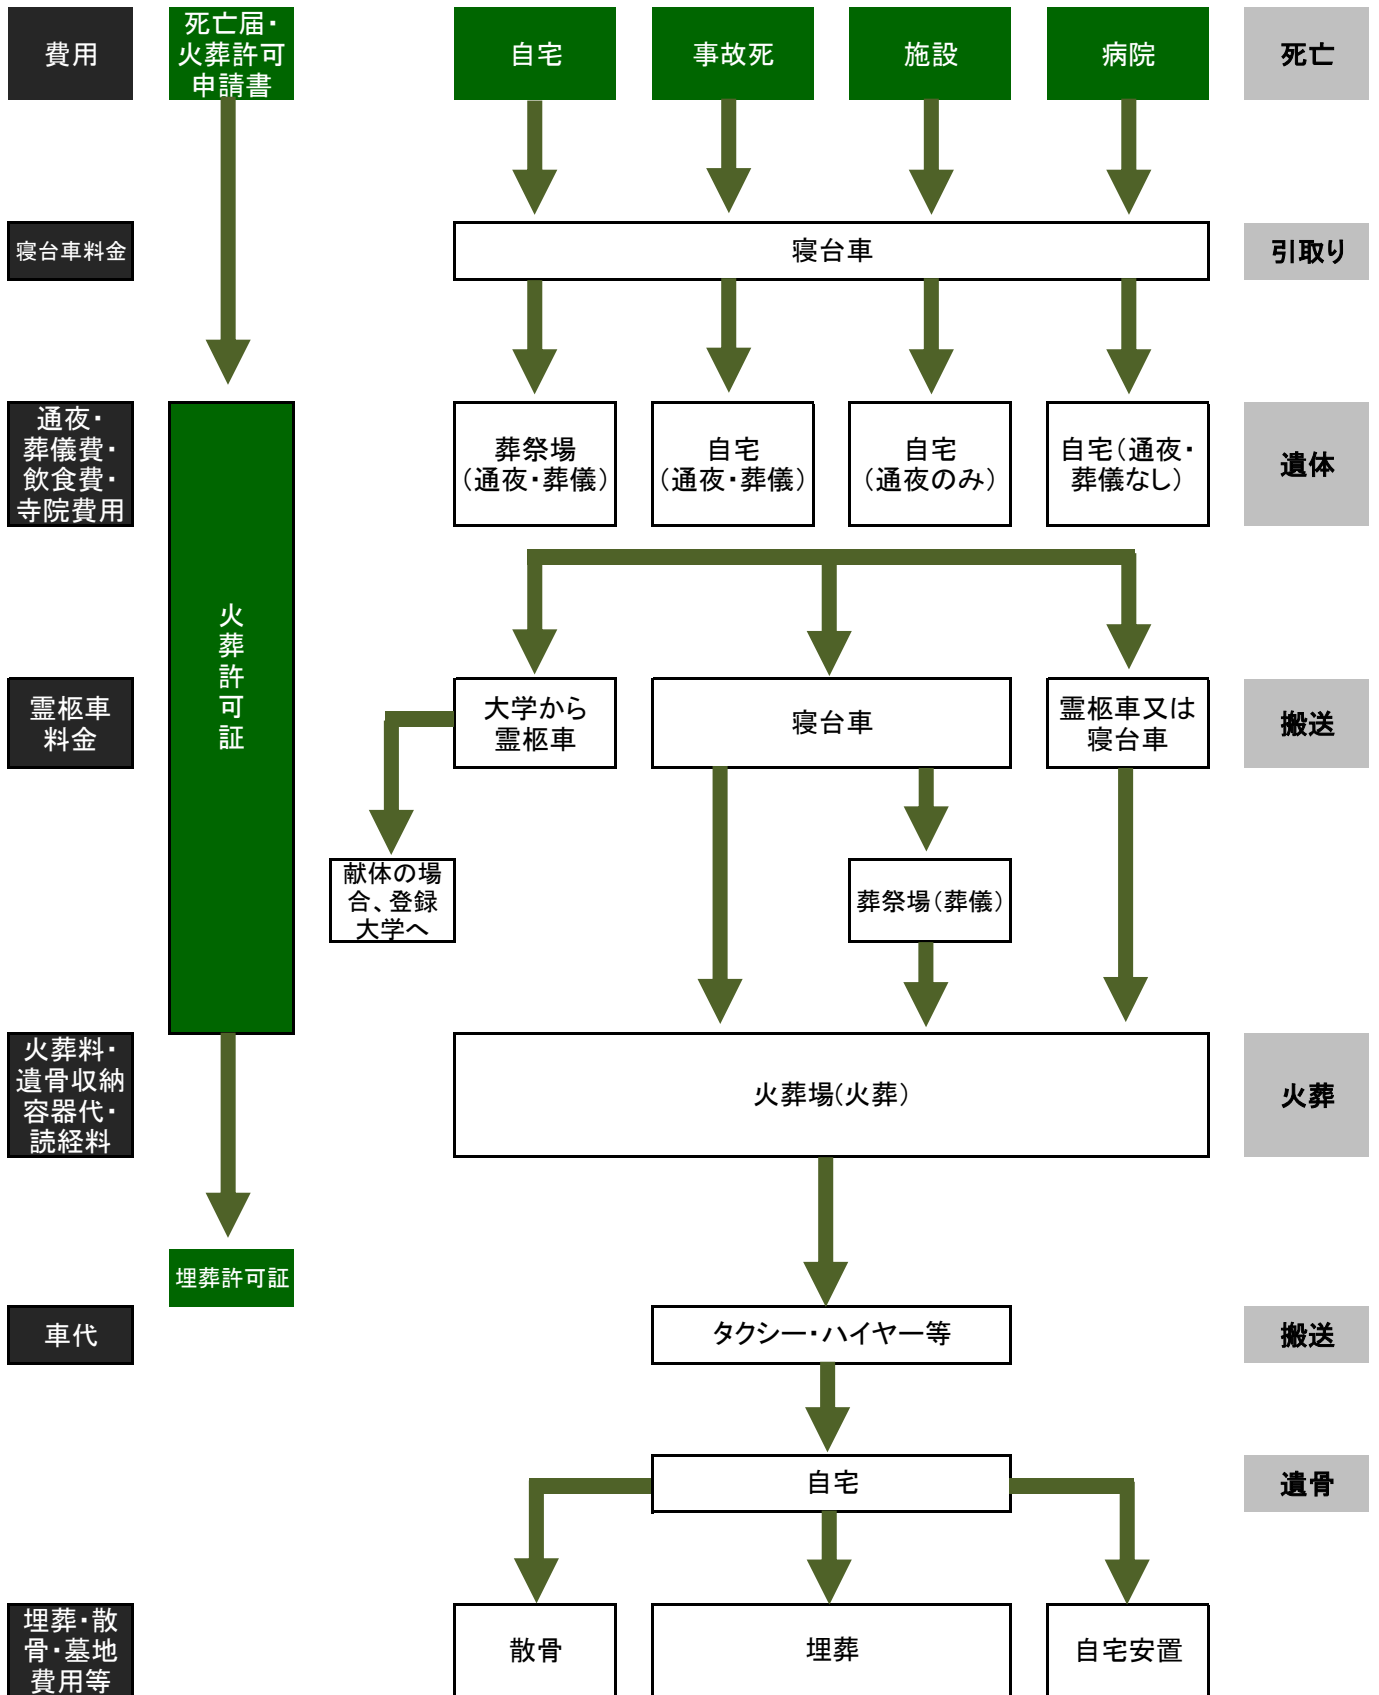 費用
死亡届・
火葬許可
申請書
自宅
事故死
施設
病院
死亡
寝台車料金
寝台車
引取り
通夜・
葬儀費・
飲食費・
寺院費用
葬祭場
（通夜・葬儀）
自宅
（通夜・葬儀）
自宅
（通夜のみ）
自宅（通夜・
葬儀なし）
遺体
火
葬
許
可
証
霊柩車
料金
大学から
霊柩車
寝台車
霊柩車又は
寝台車
搬送
献体の場
合、登録
大学へ
葬祭場（葬儀）
火葬料・
遺骨収納
容器代・
読経料
火葬場(火葬）
火葬
埋葬許可証
車代
タクシー・ハイヤー等
搬送
自宅
遺骨
埋葬・散
骨・墓地
費用等
散骨
埋葬
自宅安置